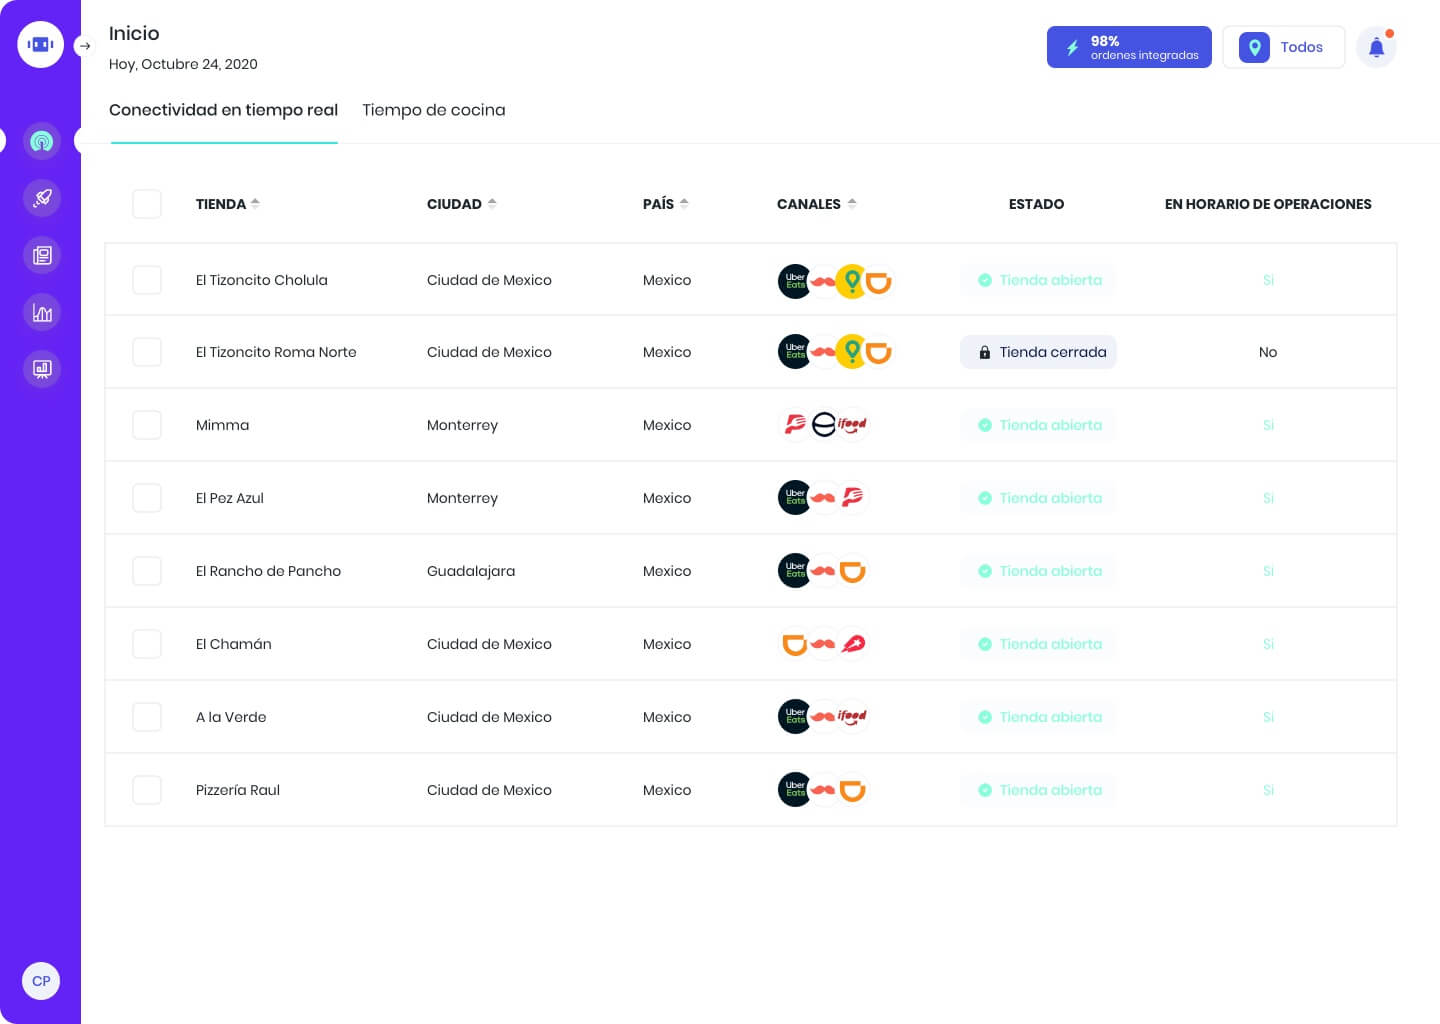 Inicio
Hoy, Octubre 24, 2020
98%
ordenes integradas
Todos
Conectividad en tiempo real Tiempo de cocina
TIENDA CIUDAD PAÍS CANALES ESTADO EN HORARIO DE OPERACIONES
El Tizoncito Cholula Ciudad de Mexico Mexico Uber Eats Tienda abierta Si
El Tizoncito Roma Norte Ciudad de Mexico Mexico Uber Eats Tienda cerrada No
Mimma Monterrey Mexico ifood Tienda abierta Si
El Pez Azul Monterrey Mexico Uber Eats Tienda abierta Si
El Rancho de Pancho Guadalajara Mexico Uber Eats Tienda abierta Si
El Chamán Ciudad de Mexico Mexico Tienda abierta Si
A la Verde Ciudad de Mexico Mexico Uber Eats ifood Tienda abierta Si
Pizzería Raul Ciudad de Mexico Mexico Uber Eats Tienda abierta Si
CP